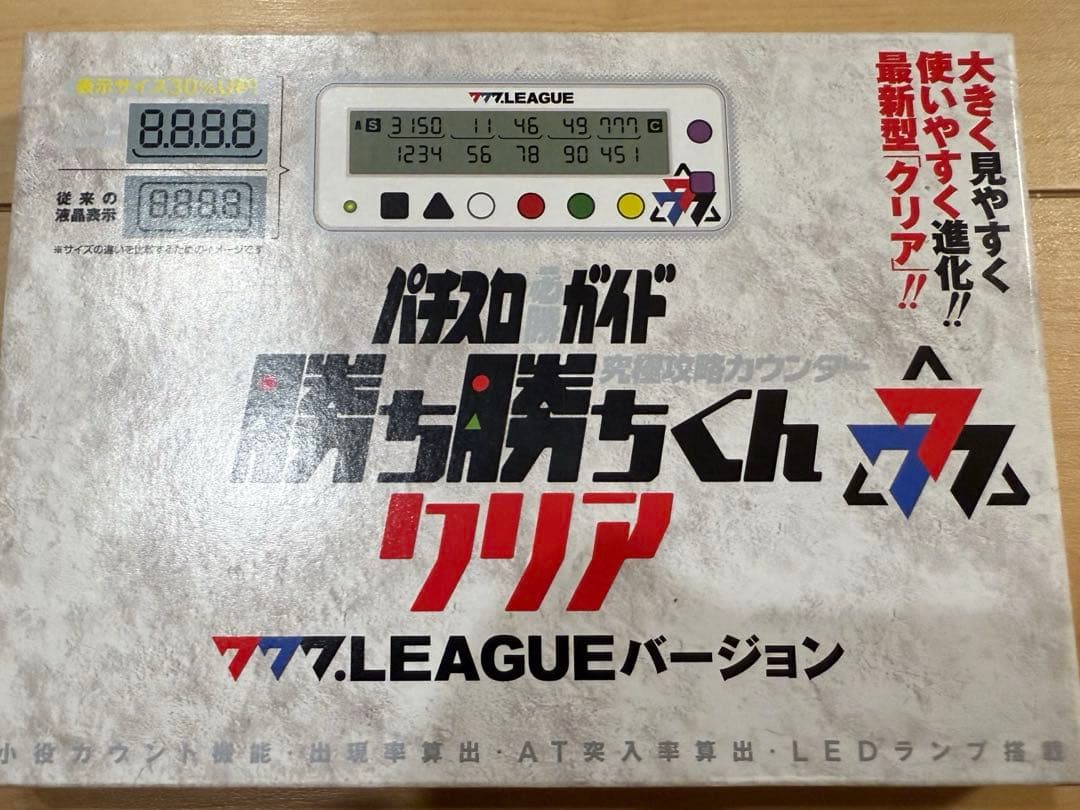 表示サイズ30%UP!
8.8.8.8
従来の
液晶表示
8.8.8.8
※サイズの違いを比較するためのイメージです
777.LEAGUE
S 3150 11 46 49 777 C
1234 56 78 90 451
大きく見やすく
使いやすく進化!!
最新型「クリア」!!
パチスロ必勝ガイド
究極攻略カウンター
勝ち勝ちくん
クリア
777
777.LEAGUEバージョン
小役カウント機能・出現率算出・AT突入率算出・LEDランプ搭載